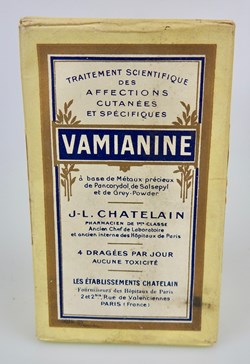 TRAITEMENT SCIENTIFIQUE
DES
AFFECTIONS
CUTANÉES
ET SPÉCIFIQUES
VAMIANINE
à base de Métaux précieux
de Pancorydol, de Salsepyl
et de Grey-Powder
J-L. CHATELAIN
PHARMACIEN DE 1ÈRE CLASSE
Ancien Chef de Laboratoire
et ancien Interne des Hôpitaux de Paris
4 DRAGÉES PAR JOUR
AUCUNE TOXICITÉ
LES ÉTABLISSEMENTS CHATELAIN
Fournisseurs des Hôpitaux de Paris
2 et 2bis, Rue de Valenciennes
PARIS (France)